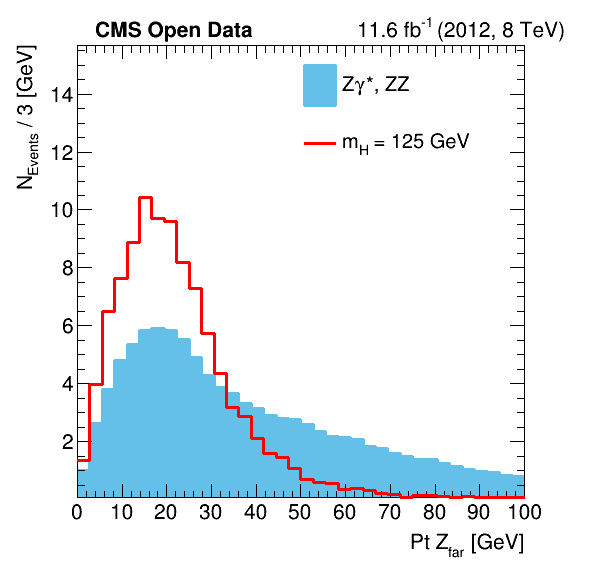 CMS Open Data 11.6 fb⁻¹ (2012, 8 TeV)
N_Events / 3 [GeV]
Zγ*, ZZ
m_H = 125 GeV
14
12
10
8
6
4
2
0 10 20 30 40 50 60 70 80 90 100
Pt Z_far [GeV]